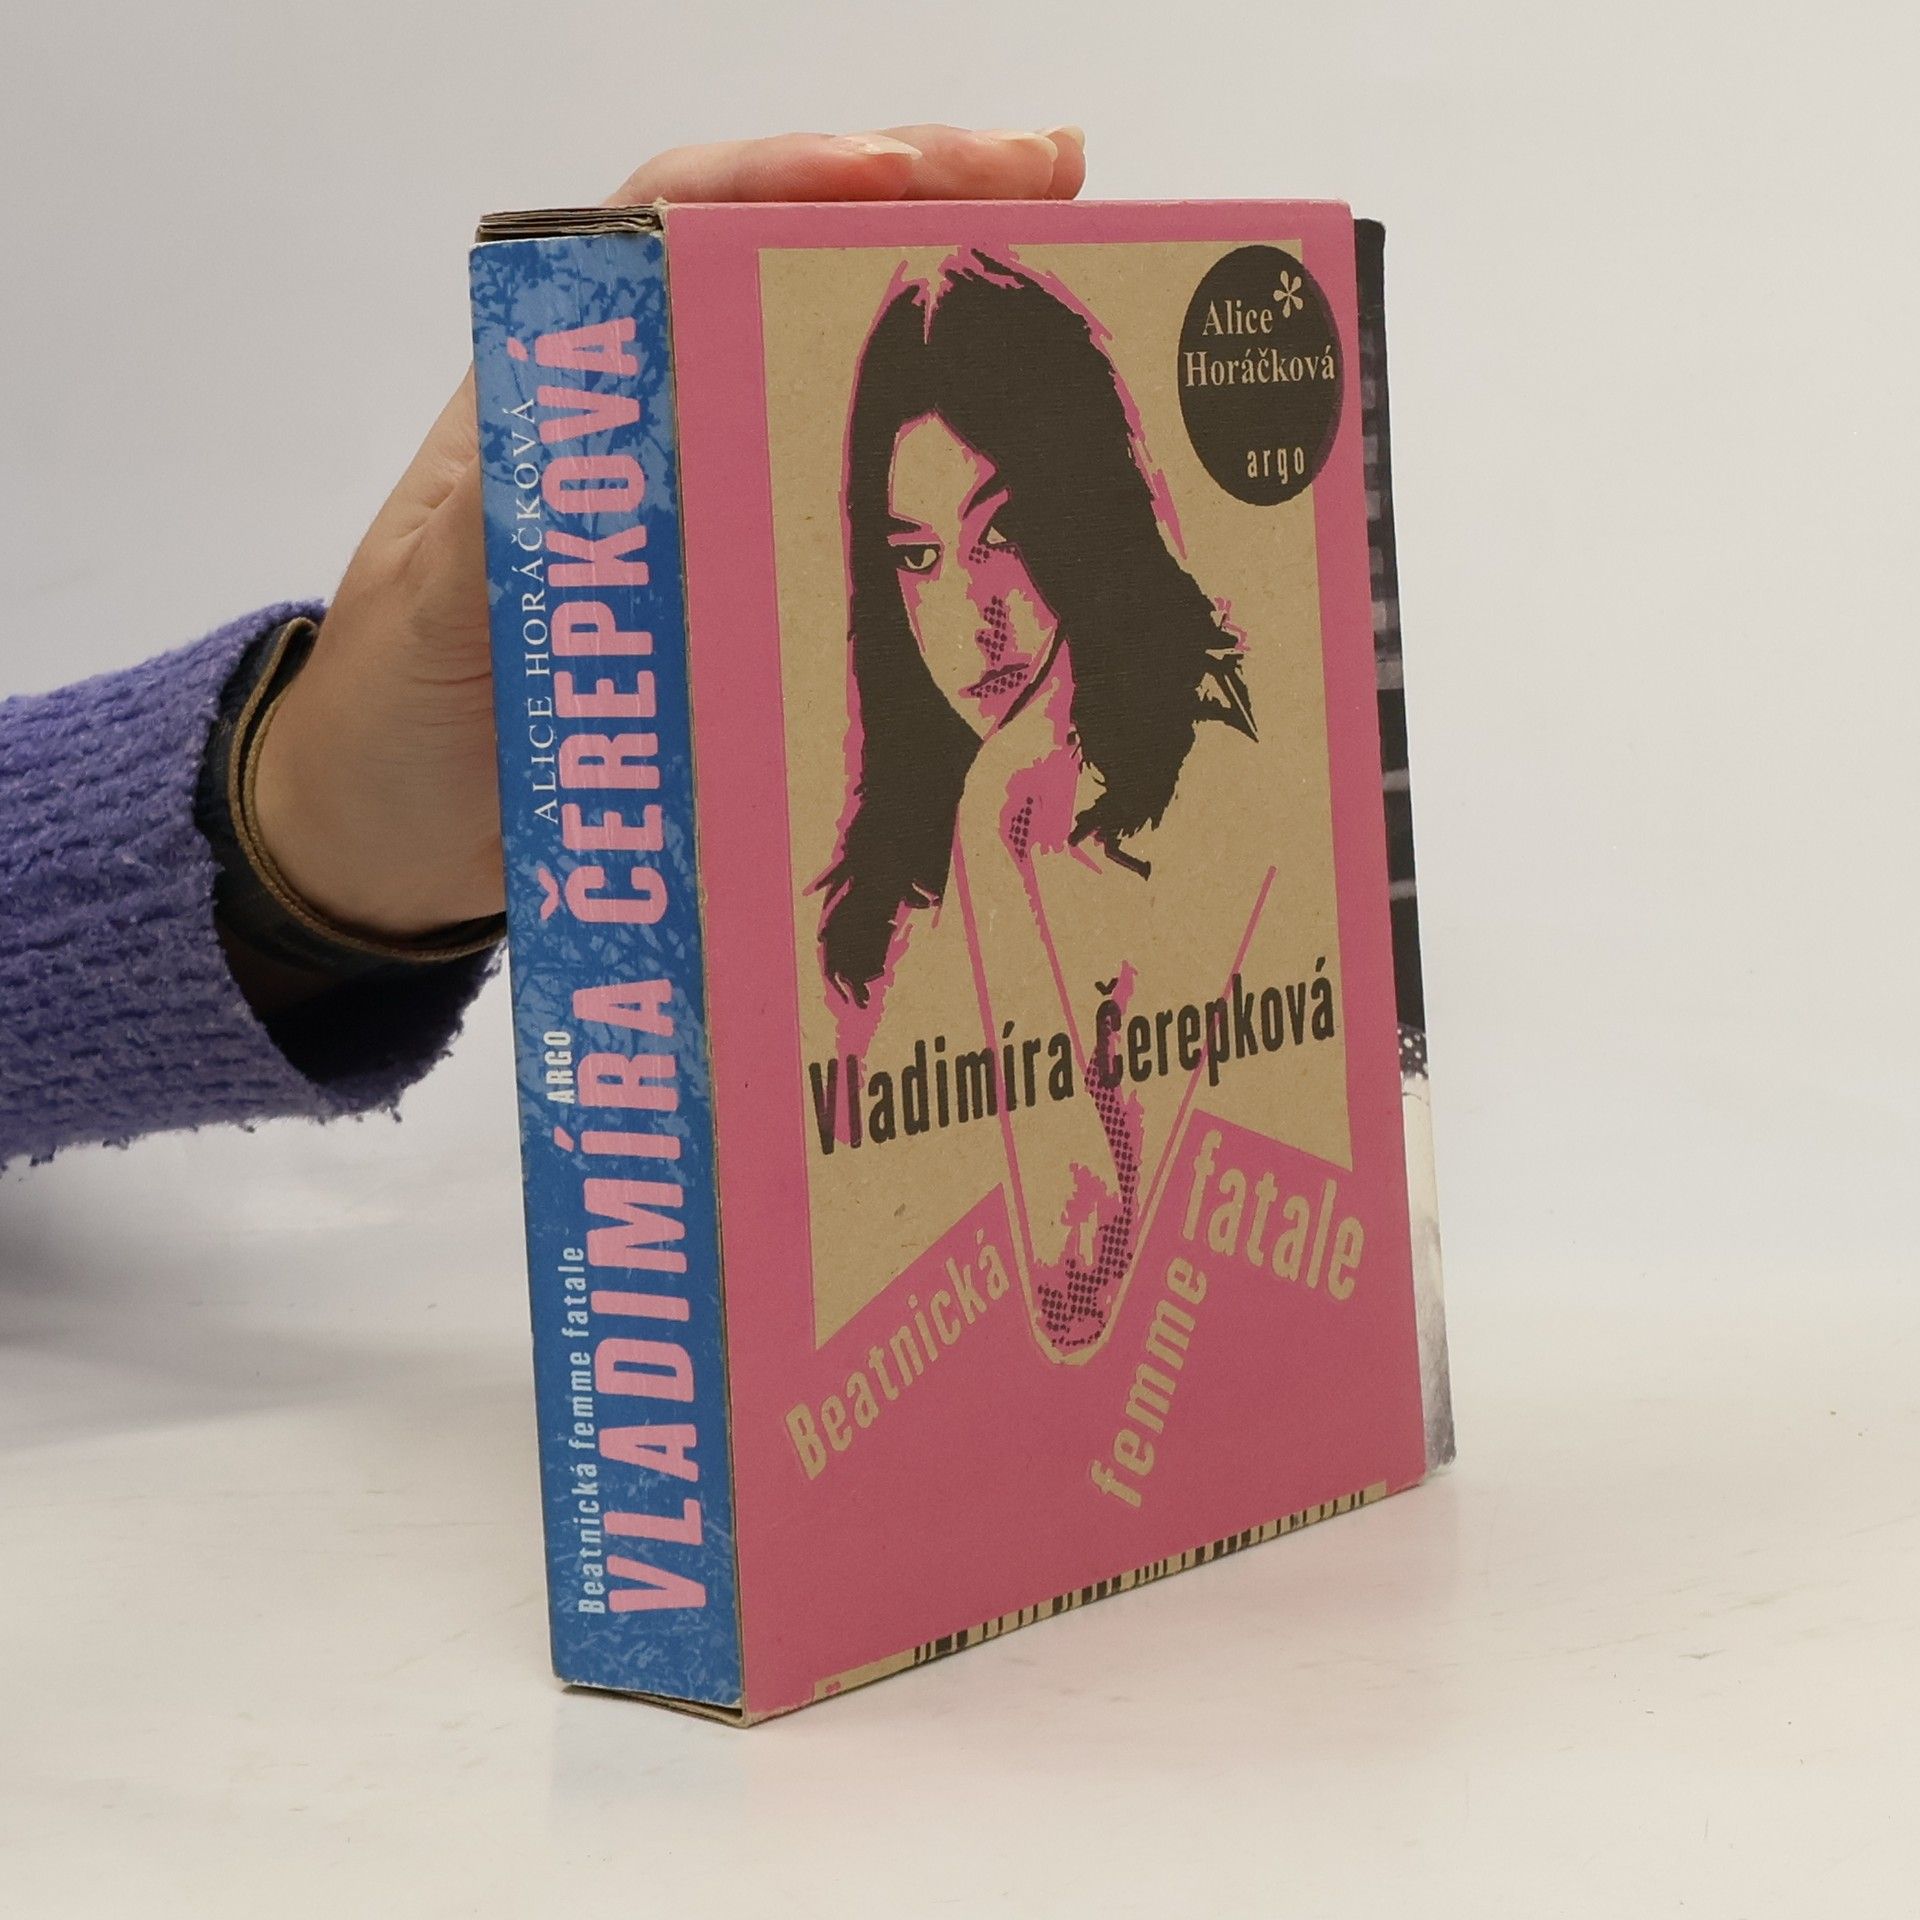 ALICE HORÁČKOVÁ
VLADIMÍRA ČEREPKOVÁ
ARGO
Beatnická femme fatale
Alice
Horáčková
argo
Vladimíra Čerepková
Beatnická
femme
fatale